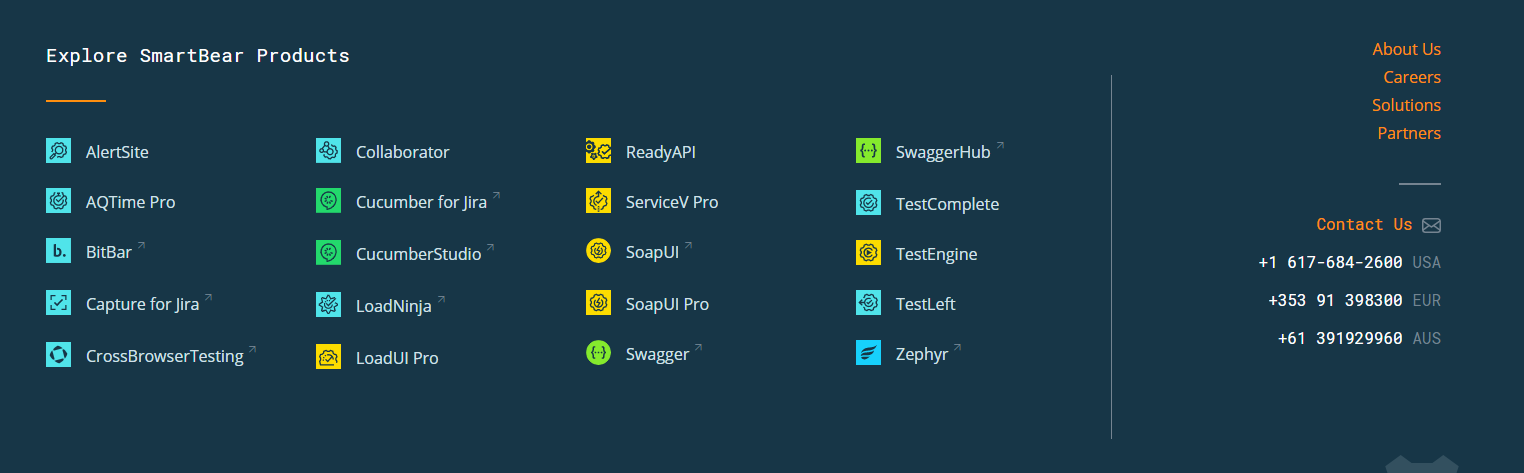 Explore SmartBear Products
AlertSite
AQTime Pro
b. BitBar
Capture for Jira
CrossBrowserTesting
Collaborator
Cucumber for Jira
CucumberStudio
LoadNinja
LoadUI Pro
ReadyAPI
ServiceV Pro
SoapUI
SoapUI Pro
{··} Swagger
{··} SwaggerHub
TestComplete
TestEngine
TestLeft
Zephyr
About Us
Careers
Solutions
Partners
Contact Us
+1 617-684-2600 USA
+353 91 398300 EUR
+61 391929960 AUS